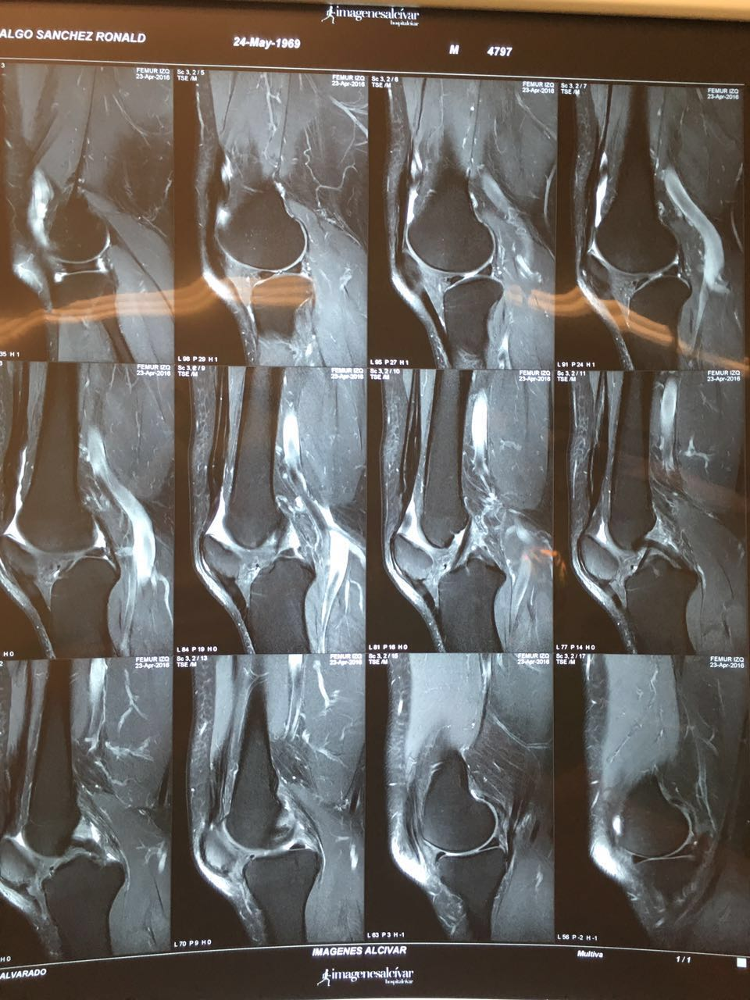 imagenesalcívar
hospitalcívar
ALGO SANCHEZ RONALD 24-May-1969 M 4797
3 FEMUR IZQ
23-Apr-2016
35 H 1
Sc 3, 2 / 5 FEMUR IZQ
TSE /M 23-Apr-2016
L 98 P 29 H 1
Sc 3, 2 / 6 FEMUR IZQ
TSE /M 23-Apr-2016
L 95 P 27 H 1
Sc 3, 2 / 7 FEMUR IZQ
TSE /M 23-Apr-2016
L 91 P 24 H 1
FEMUR IZQ
23-Apr-2016
H 0
Sc 3, 2 / 9 FEMUR IZQ
TSE /M 23-Apr-2016
L 84 P 19 H 0
Sc 3, 2 / 10 FEMUR IZQ
TSE /M 23-Apr-2016
L 81 P 16 H 0
Sc 3, 2 / 11 FEMUR IZQ
TSE /M 23-Apr-2016
L 77 P 14 H 0
2 FEMUR IZQ
23-Apr-2016
H 0
Sc 3, 2 / 13 FEMUR IZQ
TSE /M 23-Apr-2016
L 70 P 9 H 0
Sc 3, 2 / 15 FEMUR IZQ
TSE /M 23-Apr-2016
L 63 P 3 H -1
Sc 3, 2 / 17 FEMUR IZQ
TSE /M 23-Apr-2016
L 56 P -2 H -1
IMAGENES ALCIVAR Multiva 1 / 1
ALVARADO
imagenesalcívar
hospitalcívar